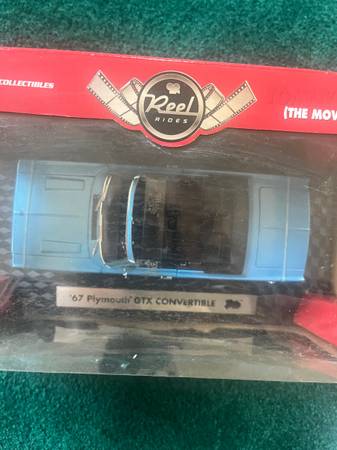 COLLECTIBLES
Reel
RIDES
(THE MOV
'67 Plymouth GTX CONVERTIBLE